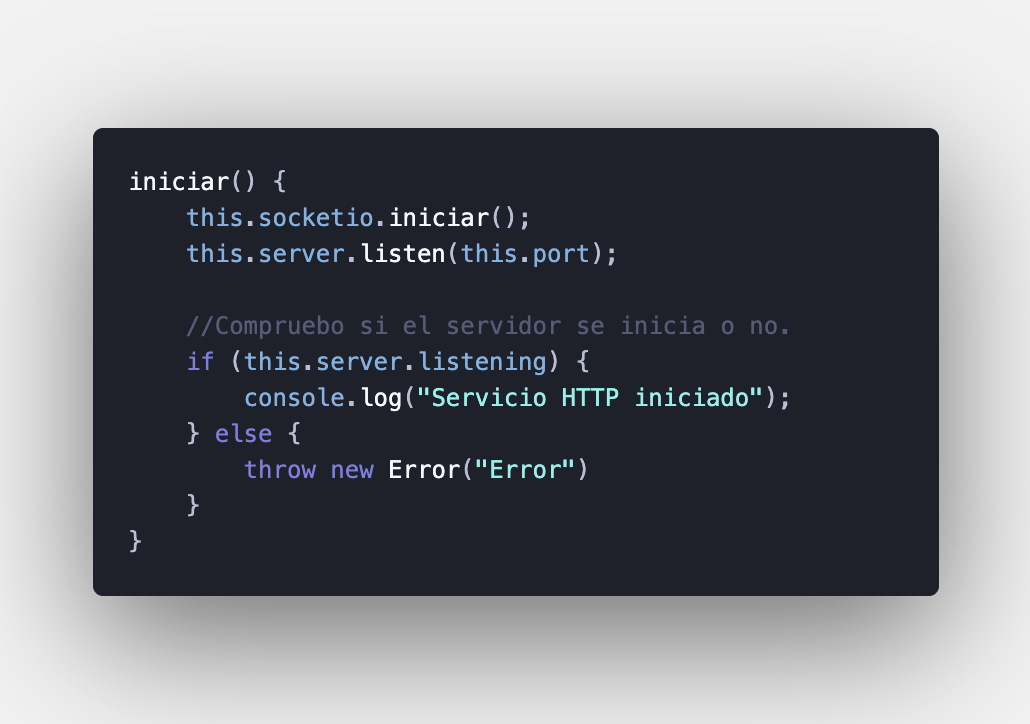 iniciar() {
    this.socketio.iniciar();
    this.server.listen(this.port);

    //Compruebo si el servidor se inicia o no.
    if (this.server.listening) {
        console.log("Servicio HTTP iniciado");
    } else {
        throw new Error("Error")
    }
}